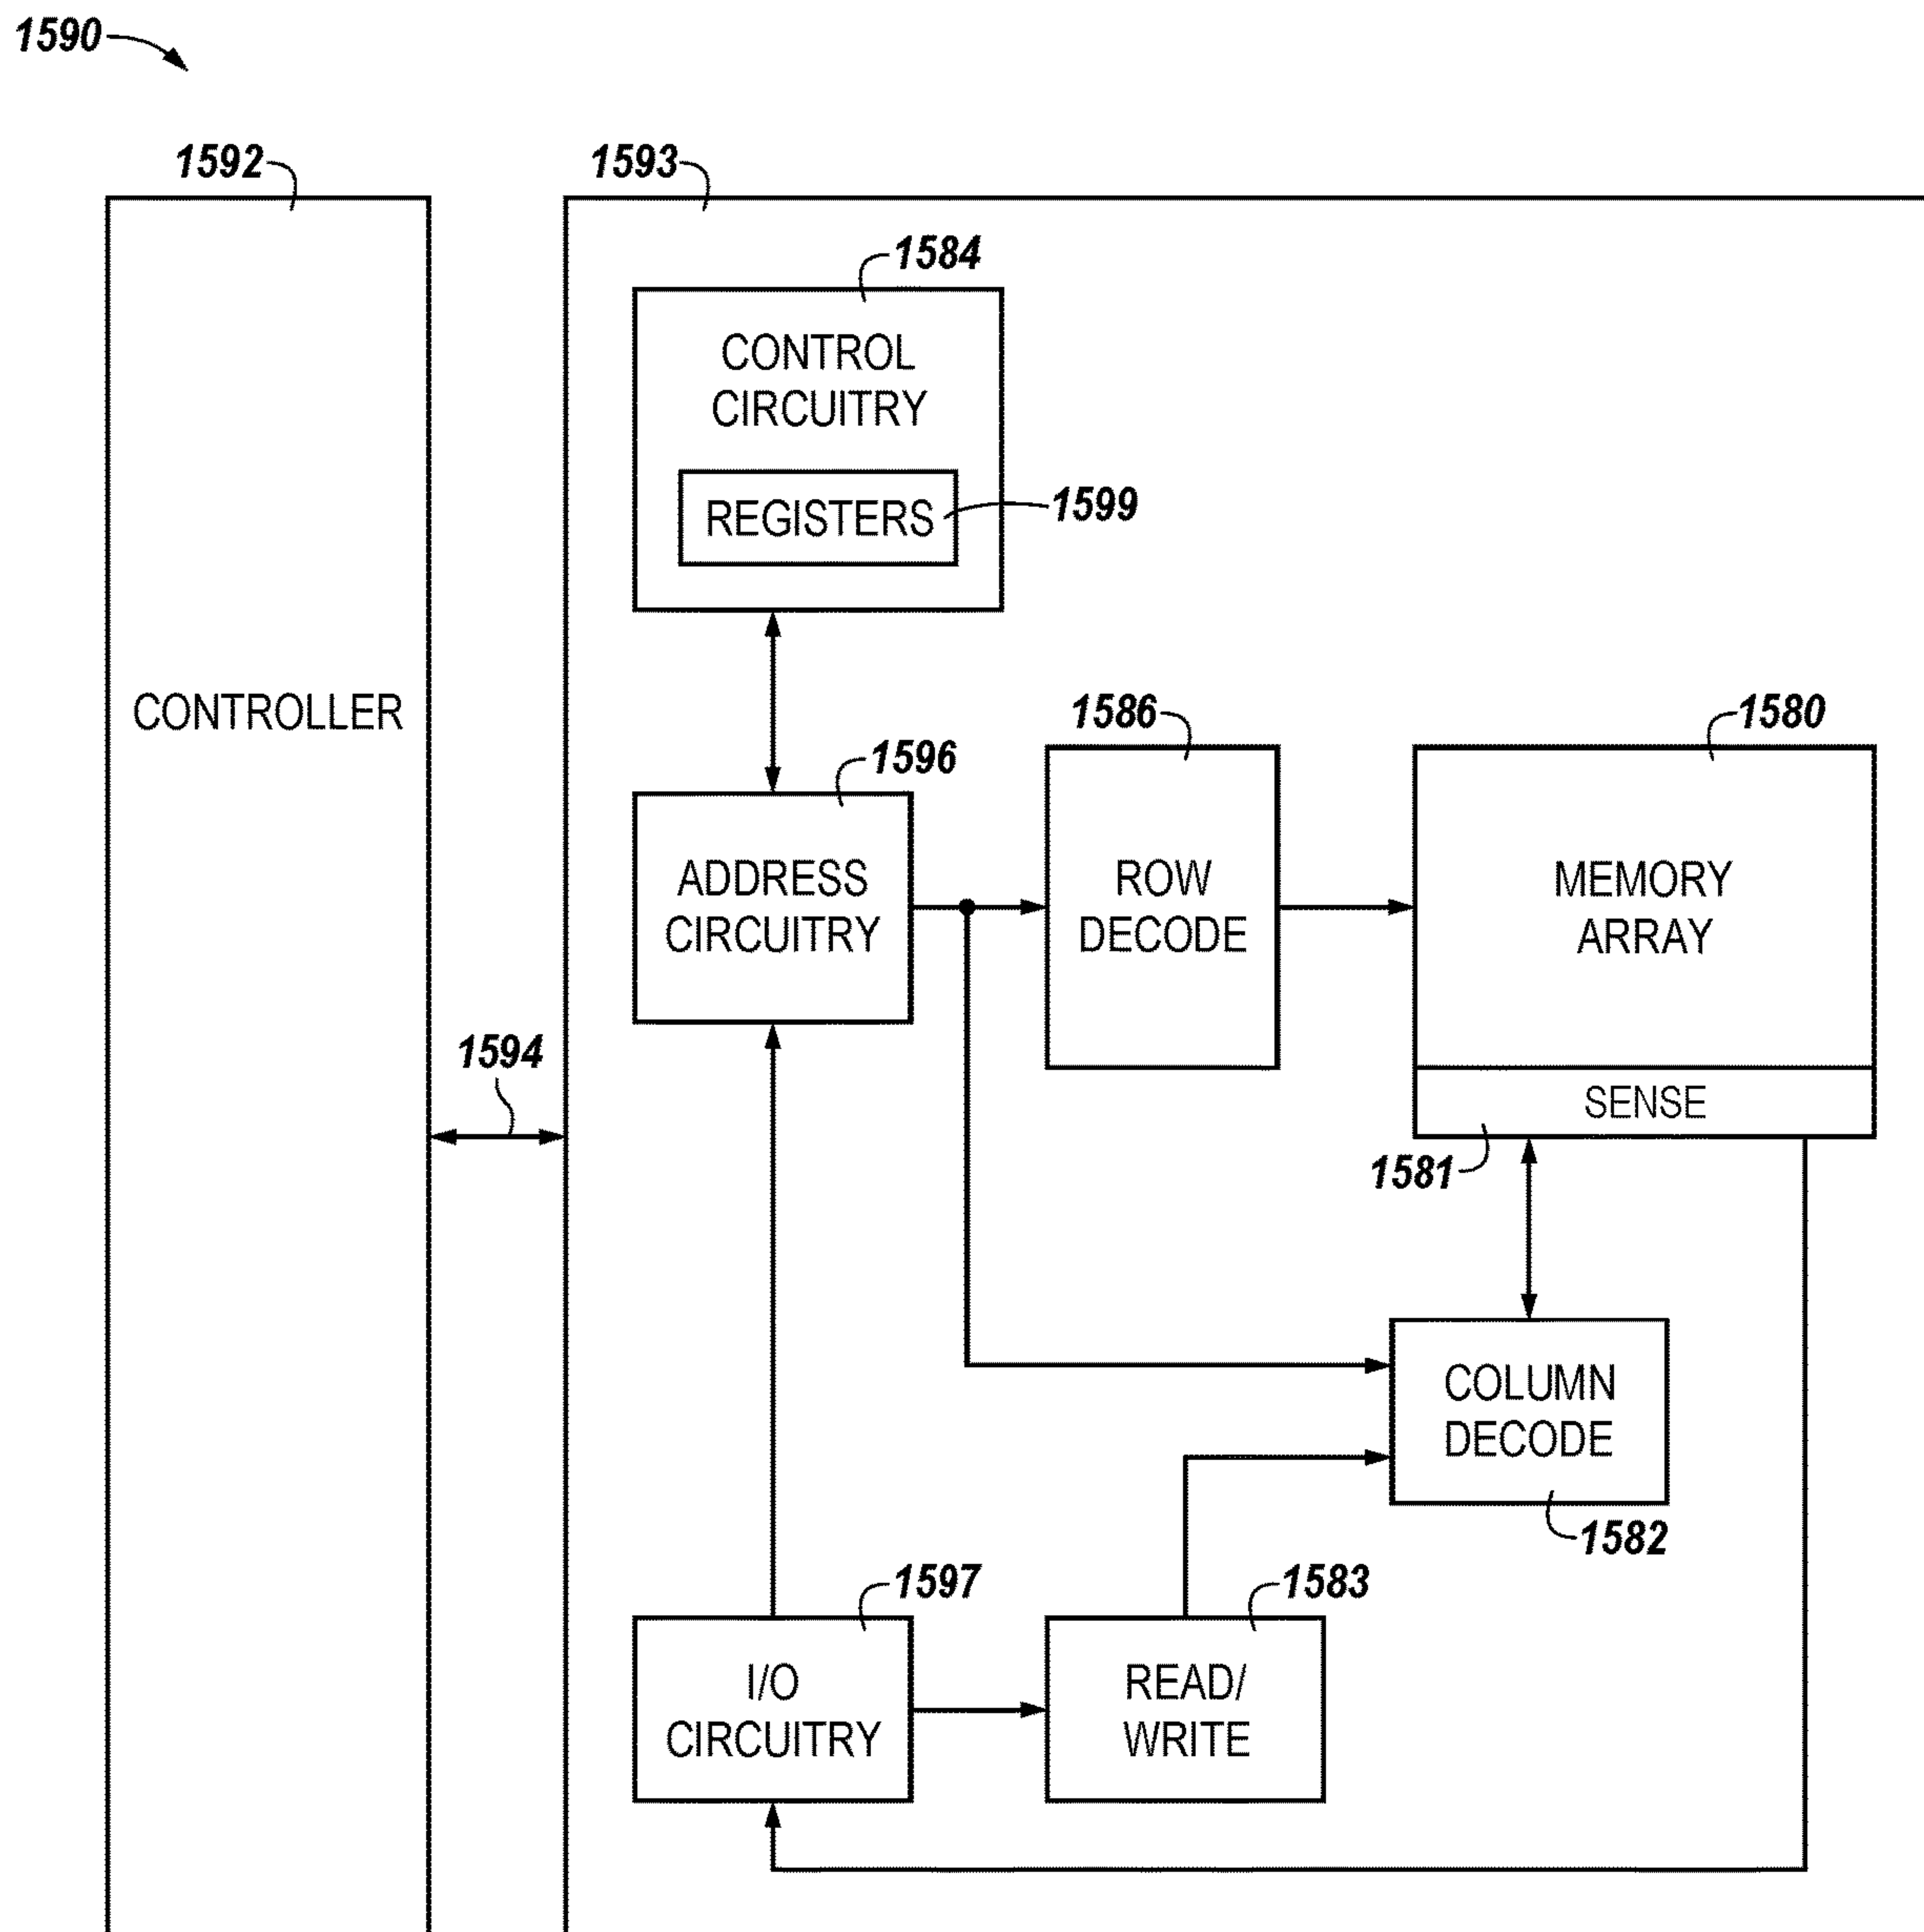 1590
1592
1593
1584
CONTROL
CIRCUITRY
REGISTERS
1599
CONTROLLER
1586
1580
1596
ADDRESS
CIRCUITRY
ROW
DECODE
MEMORY
ARRAY
1594
SENSE
1581
COLUMN
DECODE
1582
1597
1583
I/O
CIRCUITRY
READ/
WRITE